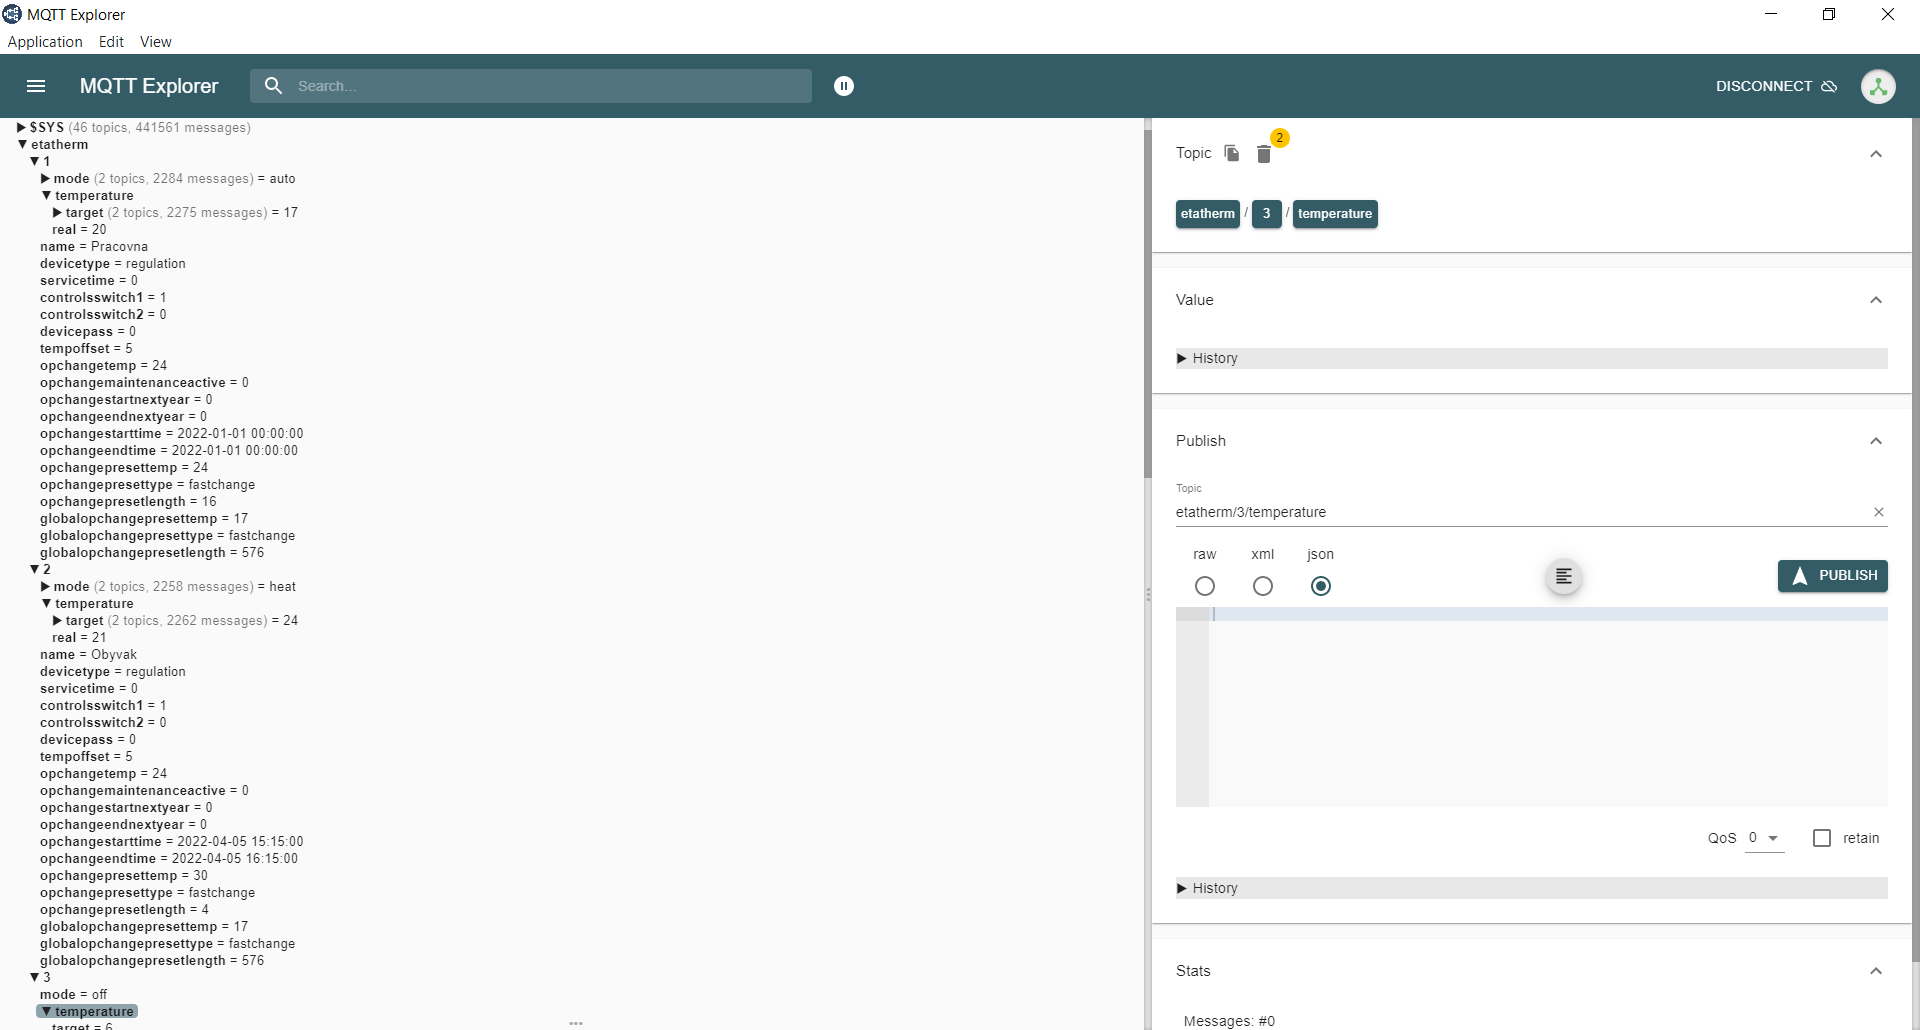 MQTT Explorer
Application Edit View
MQTT Explorer Search... DISCONNECT
$SYS (46 topics, 441561 messages)
etatherm
1
mode (2 topics, 2284 messages) = auto
temperature
target (2 topics, 2275 messages) = 17
real = 20
name = Pracovna
devicetype = regulation
servicetime = 0
controlsswitch1 = 1
controlsswitch2 = 0
devicepass = 0
tempoffset = 5
opchangetemp = 24
opchangemaintenanceactive = 0
opchangestartnextyear = 0
opchangeendnextyear = 0
opchangestarttime = 2022-01-01 00:00:00
opchangeendtime = 2022-01-01 00:00:00
opchangepresettemp = 24
opchangepresettype = fastchange
opchangepresetlength = 16
globalopchangepresettemp = 17
globalopchangepresettype = fastchange
globalopchangepresetlength = 576
2
mode (2 topics, 2258 messages) = heat
temperature
target (2 topics, 2262 messages) = 24
real = 21
name = Obyvak
devicetype = regulation
servicetime = 0
controlsswitch1 = 1
controlsswitch2 = 0
devicepass = 0
tempoffset = 5
opchangetemp = 24
opchangemaintenanceactive = 0
opchangestartnextyear = 0
opchangeendnextyear = 0
opchangestarttime = 2022-04-05 15:15:00
opchangeendtime = 2022-04-05 16:15:00
opchangepresettemp = 30
opchangepresettype = fastchange
opchangepresetlength = 4
globalopchangepresettemp = 17
globalopchangepresettype = fastchange
globalopchangepresetlength = 576
3
mode = off
temperature
target = 6
Topic 2
etatherm / 3 / temperature
Value
History
Publish
Topic
etatherm/3/temperature
raw xml json
PUBLISH
QoS 0 retain
History
Stats
Messages: #0